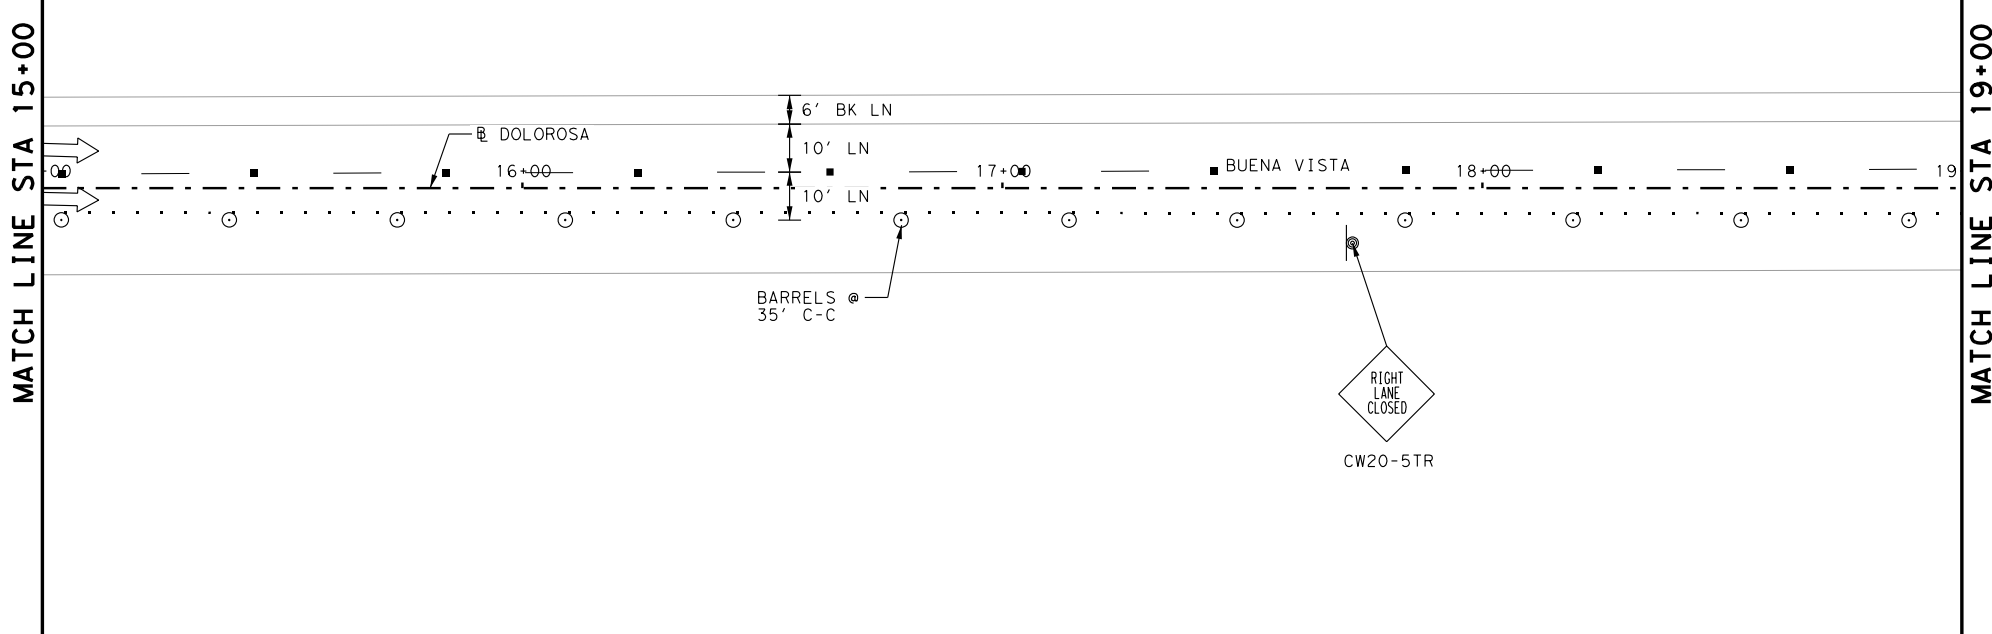 MATCH LINE STA 15+00
6' BK LN
℄ DOLOROSA
10' LN
+00
16+00
17+00
BUENA VISTA
18+00
19
10' LN
BARRELS @
35' C-C
RIGHT
LANE
CLOSED
CW20-5TR
MATCH LINE STA 19+00